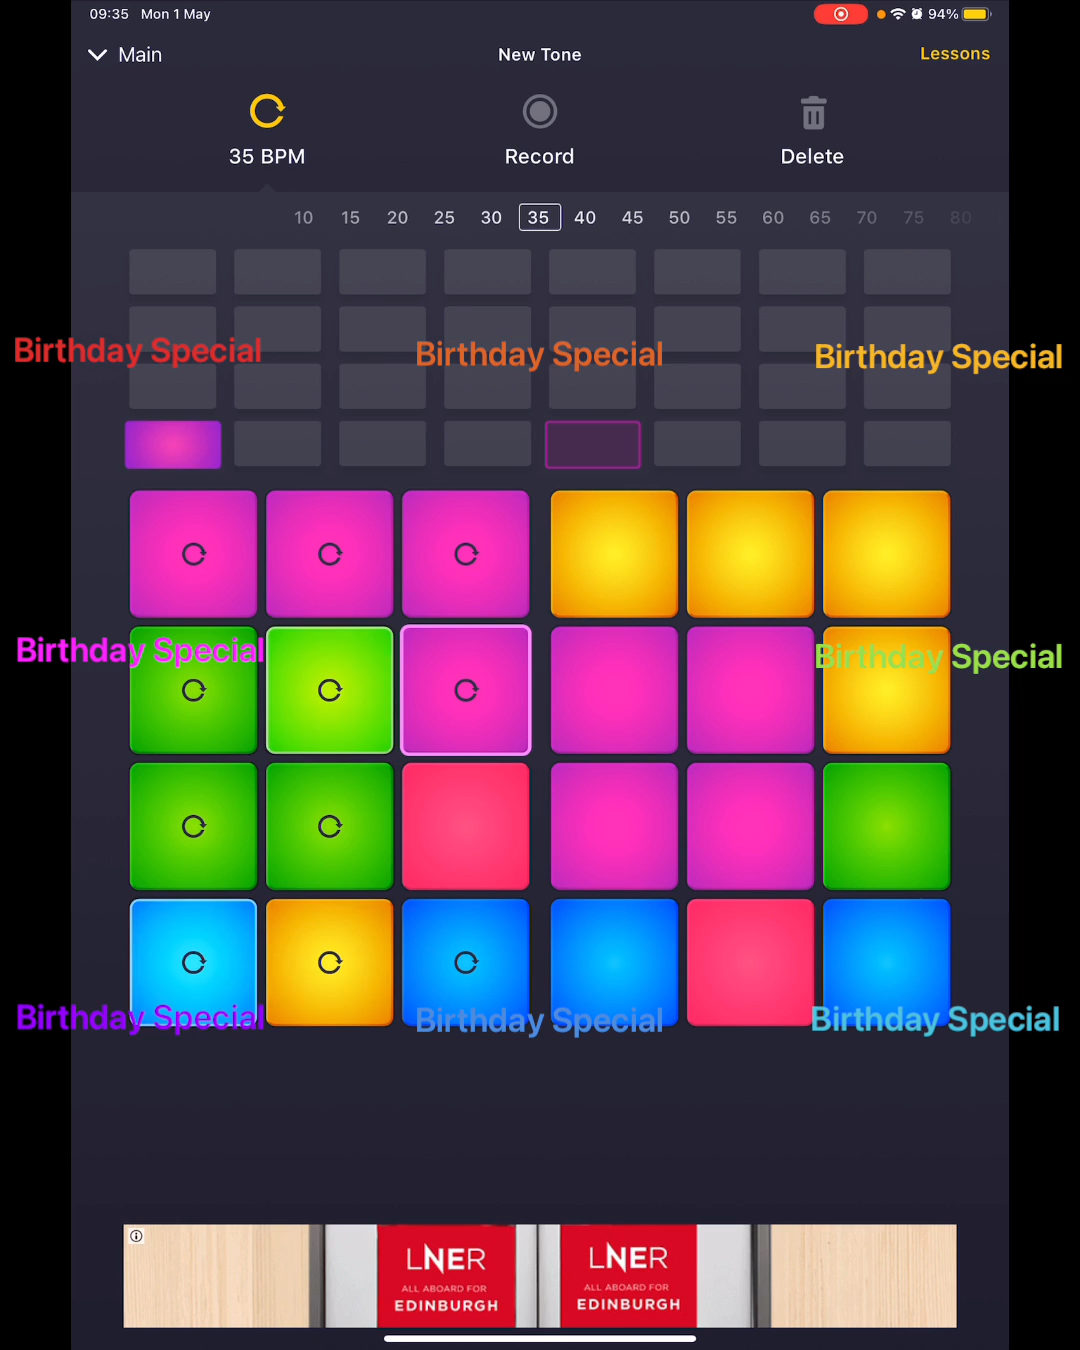 09:35 Mon 1 May 94%
Main New Tone Lessons
35 BPM Record Delete
10 15 20 25 30 35 40 45 50 55 60 65 70 75 80
Birthday Special Birthday Special Birthday Special
Birthday Special Birthday Special
Birthday Special Birthday Special Birthday Special
LNER LNER
ALL ABOARD FOR ALL ABOARD FOR
EDINBURGH EDINBURGH